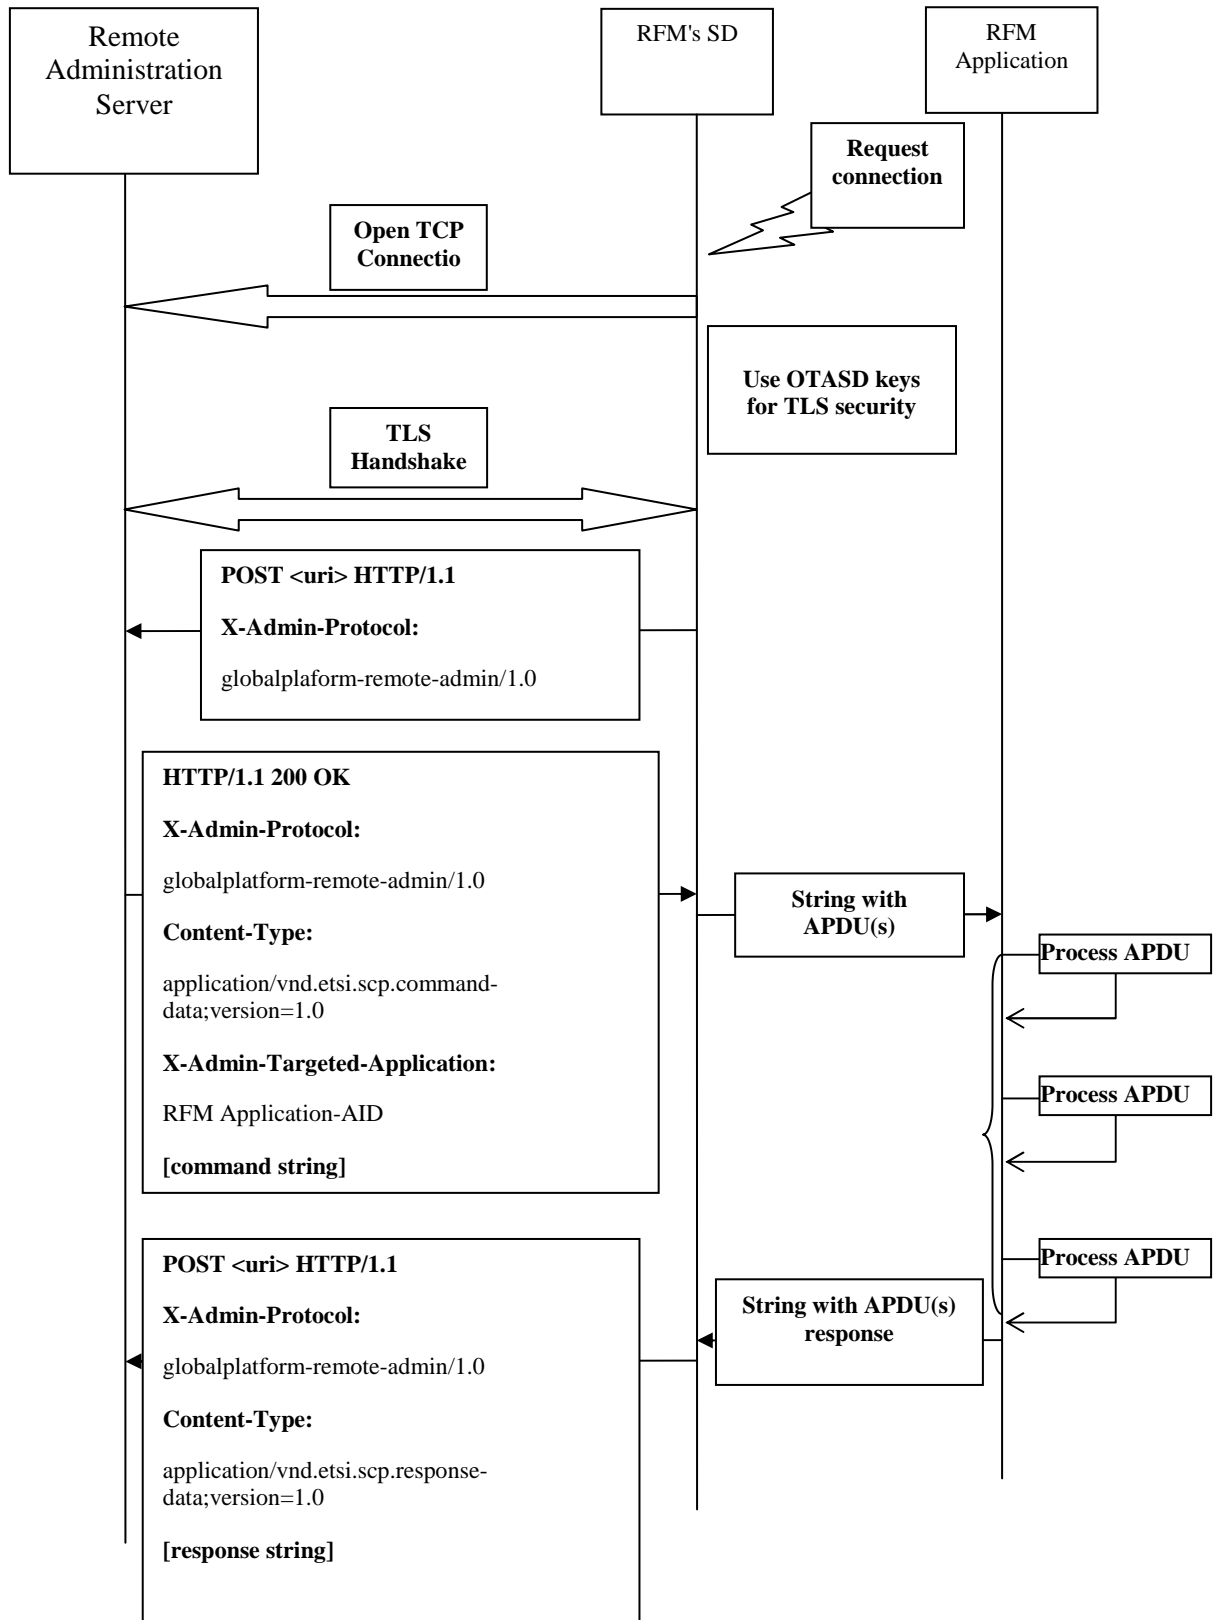 Remote
Administration
Server
RFM's SD
RFM
Application
Request
connection
Open TCP
Connectio
Use OTASD keys
for TLS security
TLS
Handshake
POST <uri> HTTP/1.1
X-Admin-Protocol:
globalplaform-remote-admin/1.0
HTTP/1.1 200 OK
X-Admin-Protocol:
globalplatform-remote-admin/1.0
Content-Type:
application/vnd.etsi.scp.command-
data;version=1.0
X-Admin-Targeted-Application:
RFM Application-AID
[command string]
String with
APDU(s)
Process APDU
Process APDU
Process APDU
String with APDU(s)
response
POST <uri> HTTP/1.1
X-Admin-Protocol:
globalplatform-remote-admin/1.0
Content-Type:
application/vnd.etsi.scp.response-
data;version=1.0
[response string]